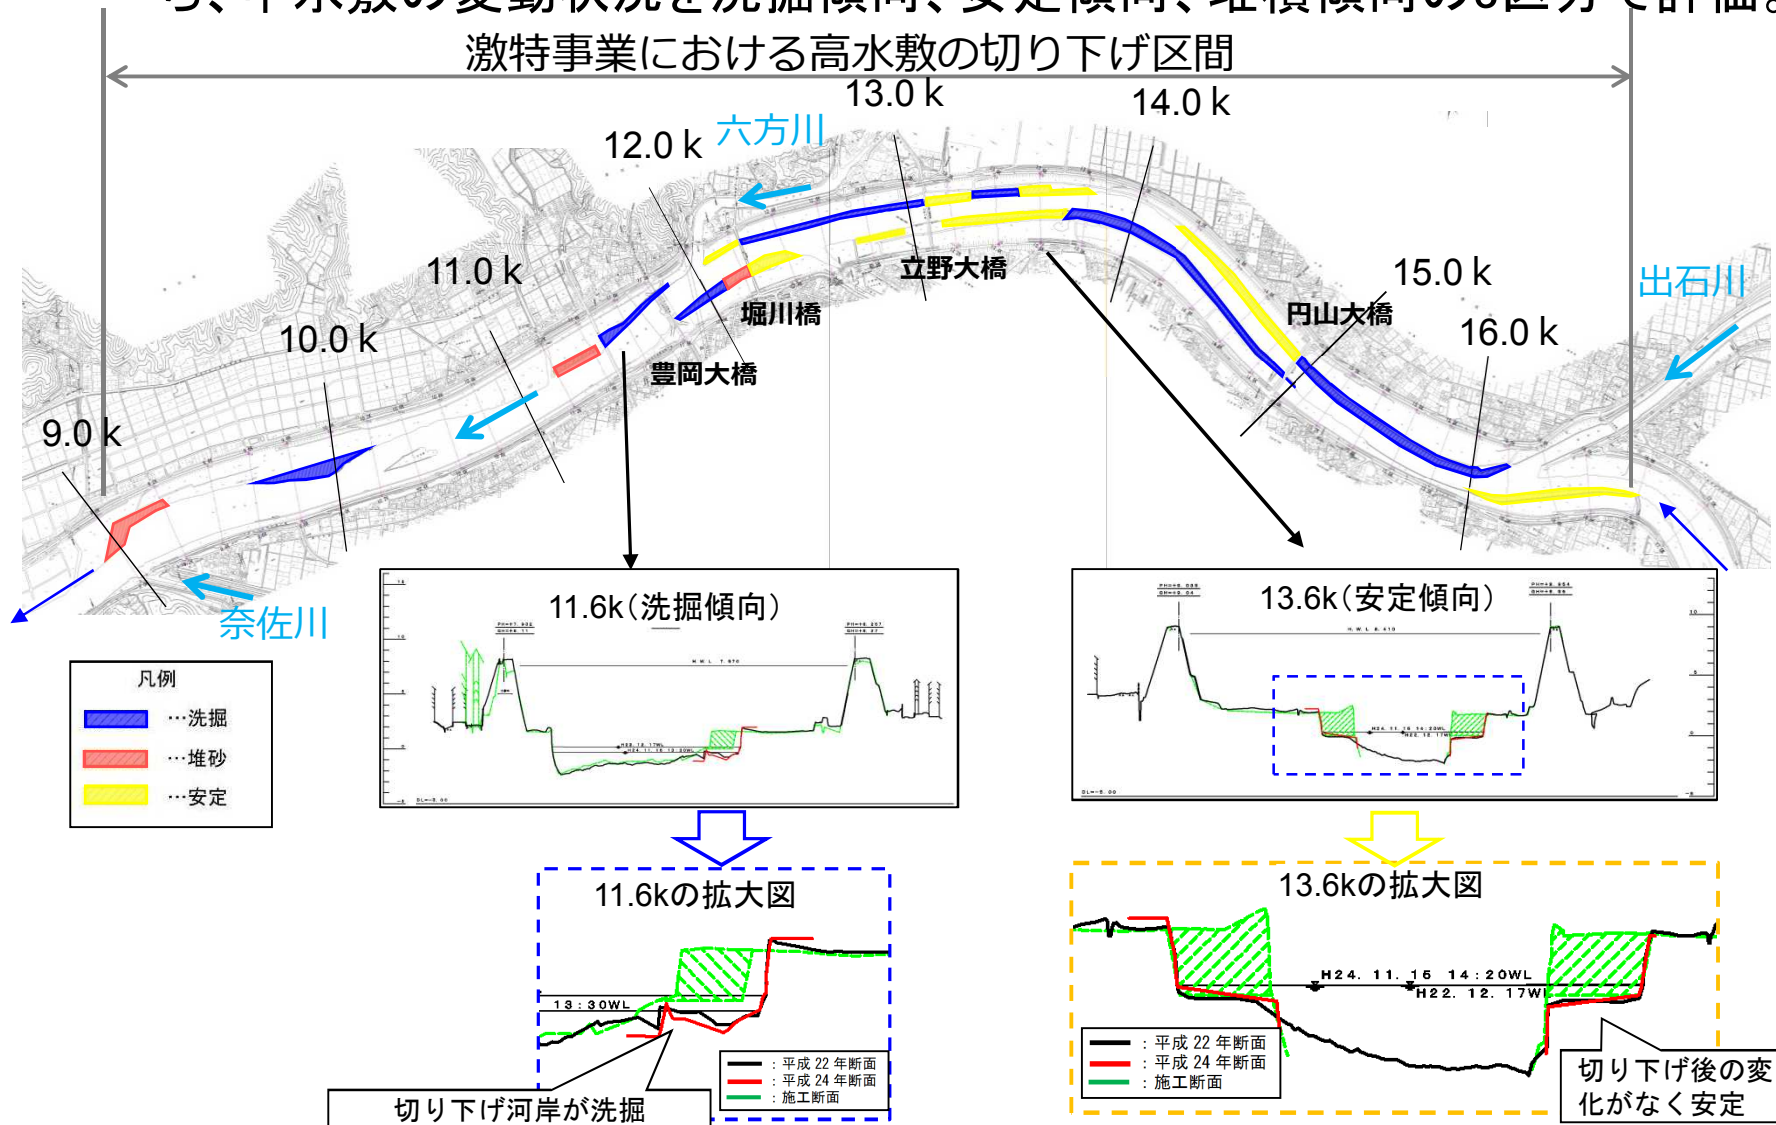 激特事業における高水敷の切り下げ区間
13.0 k
14.0 k
六方川
12.0 k
立野大橋
11.0 k
15.0 k
出石川
堀川橋
円山大橋
10.0 k
16.0 k
豊岡大橋
9.0 k
奈佐川
凡例
…洗掘
…堆砂
…安定
11.6k(洗掘傾向)
13.6k(安定傾向)
11.6kの拡大図
13:30WL
:平成22年断面
:平成24年断面
:施工断面
切り下げ河岸が洗掘
13.6kの拡大図
H24. 11. 16 14:20WL
H22. 12. 17WL
:平成22年断面
:平成24年断面
:施工断面
切り下げ後の変
化がなく安定